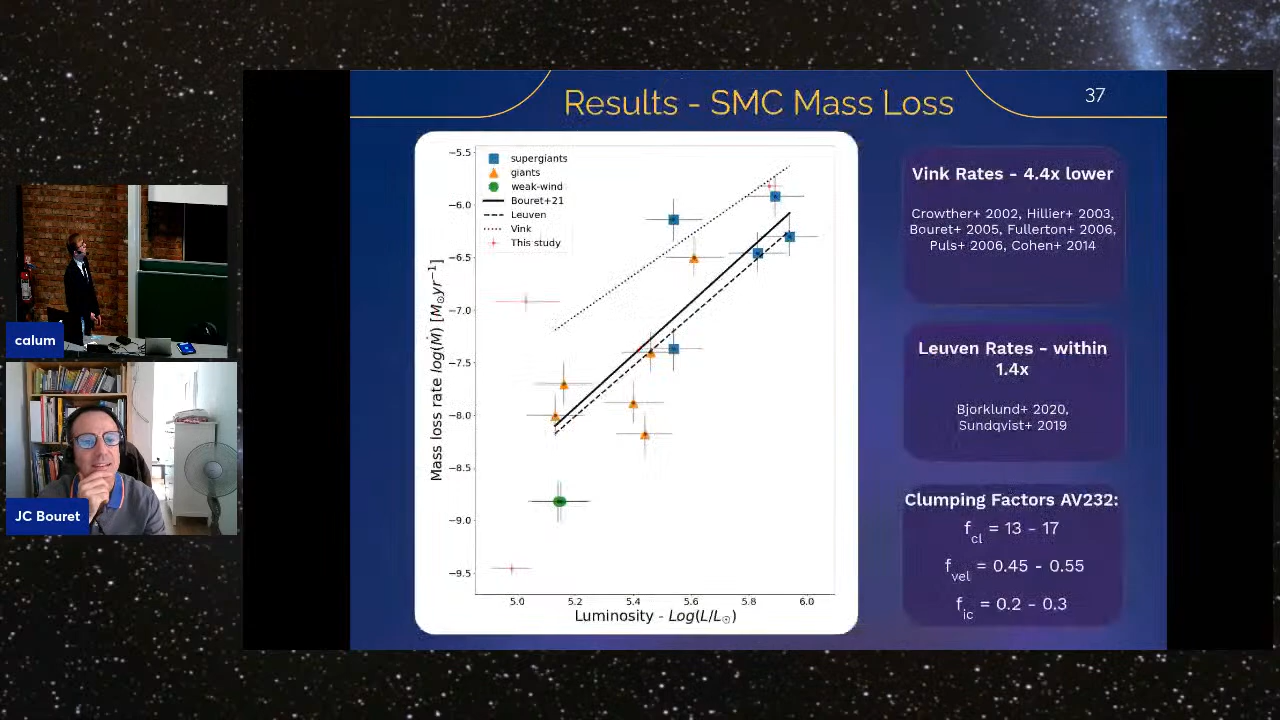 Results - SMC Mass Loss
37
−5.5
−6.0
−6.5
−7.0
−7.5
−8.0
−8.5
−9.0
−9.5
supergiants
giants
weak-wind
Bouret+21
Leuven
Vink
This study
Mass loss rate log(Ṁ) [M☉yr⁻¹]
5.0 5.2 5.4 5.6 5.8 6.0
Luminosity - Log(L/L☉)
Vink Rates - 4.4x lower
Crowther+ 2002, Hillier+ 2003,
Bouret+ 2005, Fullerton+ 2006,
Puls+ 2006, Cohen+ 2014
Leuven Rates - within
1.4x
Bjorklund+ 2020,
Sundqvist+ 2019
Clumping Factors AV232:
f_cl = 13 - 17
f_vel = 0.45 - 0.55
f_ic = 0.2 - 0.3
calum
JC Bouret